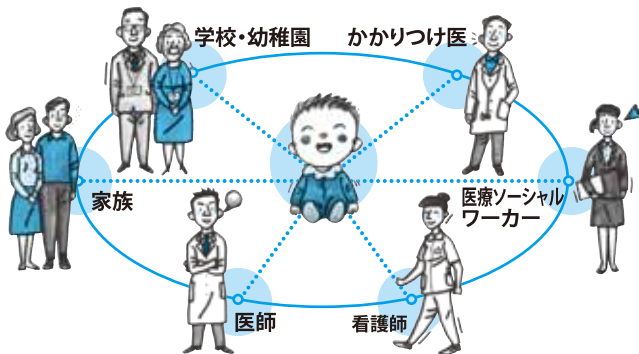 学校・幼稚園
かかりつけ医
家族
医療ソーシャル
ワーカー
医師
看護師